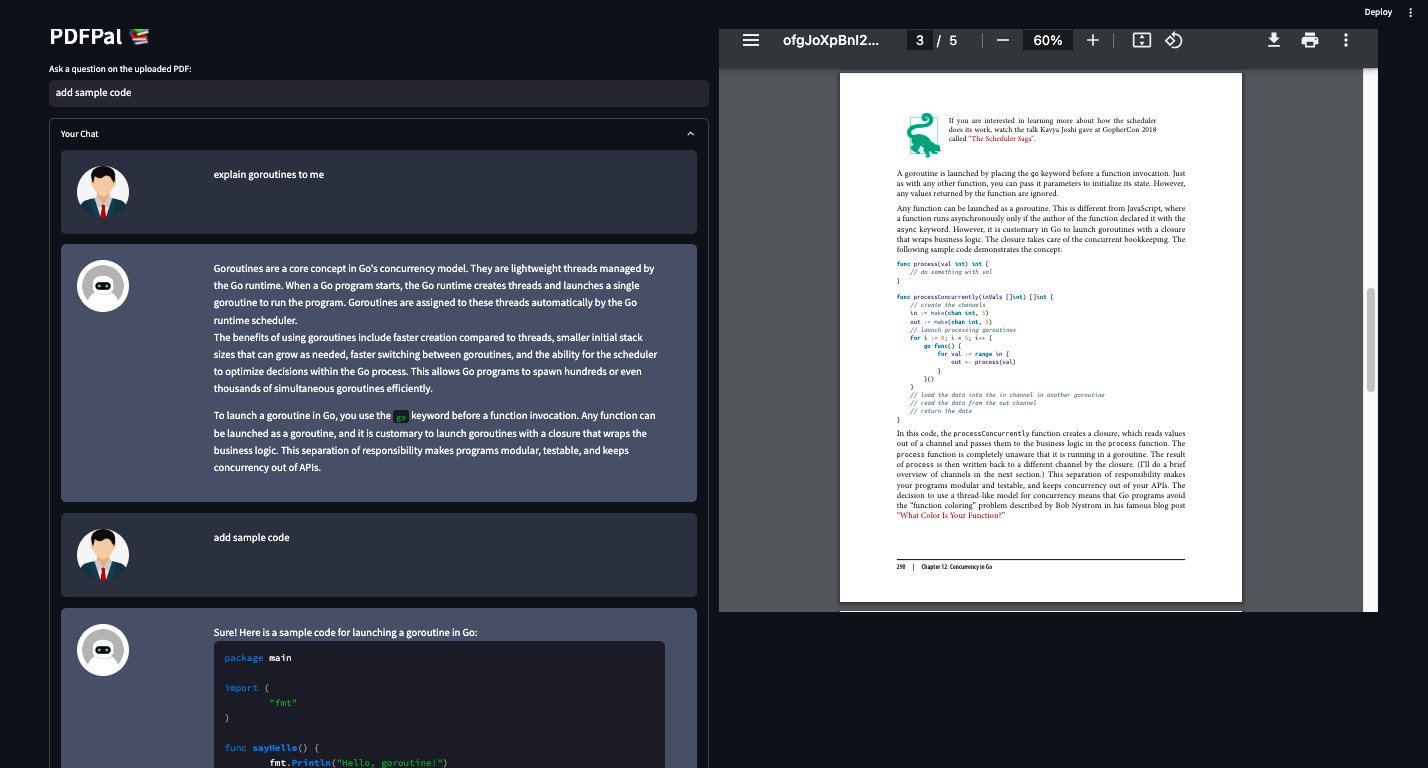 Deploy
PDFPal
Ask a question on the uploaded PDF:
add sample code
Your Chat
explain goroutines to me
Goroutines are a core concept in Go's concurrency model. They are lightweight threads managed by
the Go runtime. When a Go program starts, the Go runtime creates threads and launches a single
goroutine to run the program. Goroutines are assigned to these threads automatically by the Go
runtime scheduler.
The benefits of using goroutines include faster creation compared to threads, smaller initial stack
sizes that can grow as needed, faster switching between goroutines, and the ability for the scheduler
to optimize decisions within the Go process. This allows Go programs to spawn hundreds or even
thousands of simultaneous goroutines efficiently.
To launch a goroutine in Go, you use the go keyword before a function invocation. Any function can
be launched as a goroutine, and it is customary to launch goroutines with a closure that wraps the
business logic. This separation of responsibility makes programs modular, testable, and keeps
concurrency out of APIs.
add sample code
Sure! Here is a sample code for launching a goroutine in Go:
package main
import (
"fmt"
)
func sayHello() {
fmt.Println("Hello, goroutine!")
ofgJoXpBnI2... 3 / 5 60%
If you are interested in learning more about how the scheduler
does its work, watch the talk Kavya Joshi gave at GopherCon 2018
called "The Scheduler Saga".
A goroutine is launched by placing the go keyword before a function invocation. Just
as with any other function, you can pass it parameters to initialize its state. However,
any values returned by the function are ignored.
Any function can be launched as a goroutine. This is different from JavaScript, where
a function runs asynchronously only if the author of the function declared it with the
async keyword. However, it is customary in Go to launch goroutines with a closure
that wraps business logic. The closure takes care of the concurrent bookkeeping. The
following sample code demonstrates the concept:
func process(val int) int {
// do something with val
}
func processConcurrently(inVals []int) []int {
// create the channels
in := make(chan int, 5)
out := make(chan int, 5)
// launch processing goroutines
for i := 0; i < 5; i++ {
go func() {
for val := range in {
out <- process(val)
}
}()
}
// load the data into the in channel in another goroutine
// read the data from the out channel
// return the data
}
In this code, the processConcurrently function creates a closure, which reads values
out of a channel and passes them to the business logic in the process function. The
process function is completely unaware that it is running in a goroutine. The result
of process is then written back to a different channel by the closure. (I'll do a brief
overview of channels in the next section.) This separation of responsibility makes
your programs modular and testable, and keeps concurrency out of your APIs. The
decision to use a thread-like model for concurrency means that Go programs avoid
the "function coloring" problem described by Bob Nystrom in his famous blog post
"What Color Is Your Function?"
290 | Chapter 12: Concurrency in Go